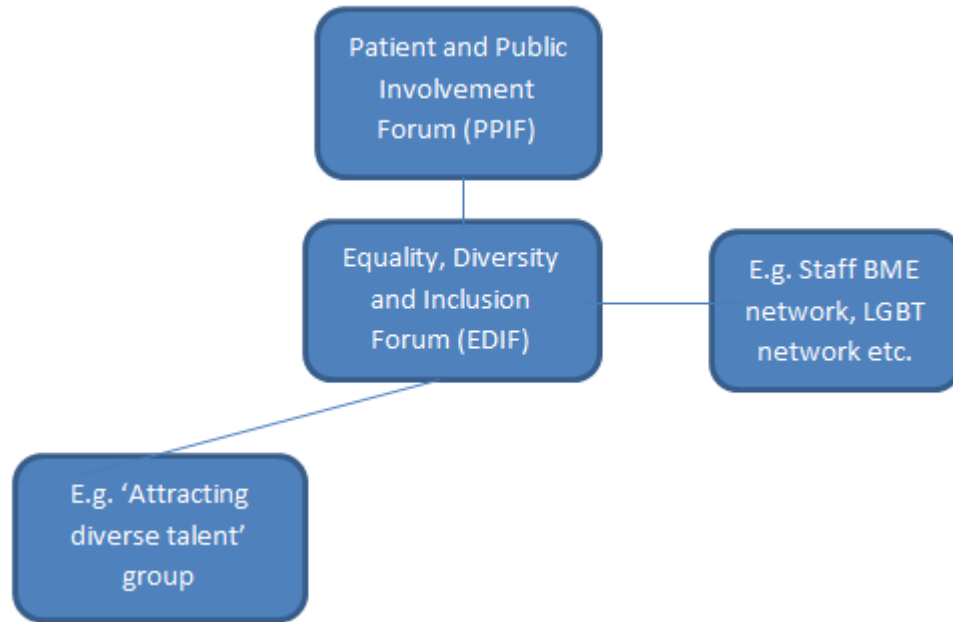 Patient and Public
Involvement
Forum (PPIF)
Equality, Diversity
and Inclusion
Forum (EDIF)
E.g. Staff BME
network, LGBT
network etc.
E.g. ‘Attracting
diverse talent’
group